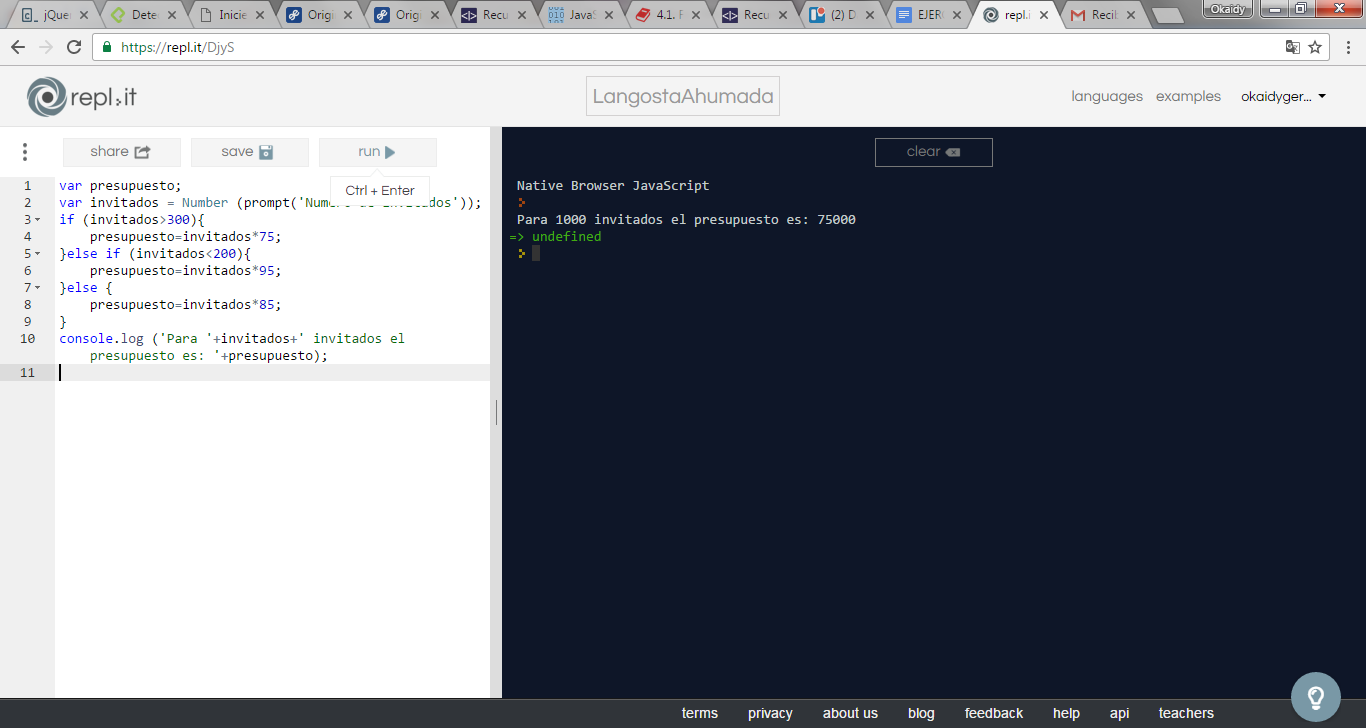 jQue
Dete
Inicie
Origi
Origi
Recu
JavaS
4.1. F
Recu
(2) D
EJER
repl.i
Recib
Okaidy
https://repl.it/DjyS
repl.it
LangostaAhumada
languages
examples
okaidyger...
share
save
run
clear
Ctrl + Enter
1 var presupuesto;
2 var invitados = Number (prompt('Numero de invitados'));
3 if (invitados>300){
4 presupuesto=invitados*75;
5 }else if (invitados<200){
6 presupuesto=invitados*95;
7 }else {
8 presupuesto=invitados*85;
9 }
10 console.log ('Para '+invitados+' invitados el
presupuesto es: '+presupuesto);
11
Native Browser JavaScript
Para 1000 invitados el presupuesto es: 75000
=> undefined
terms
privacy
about us
blog
feedback
help
api
teachers